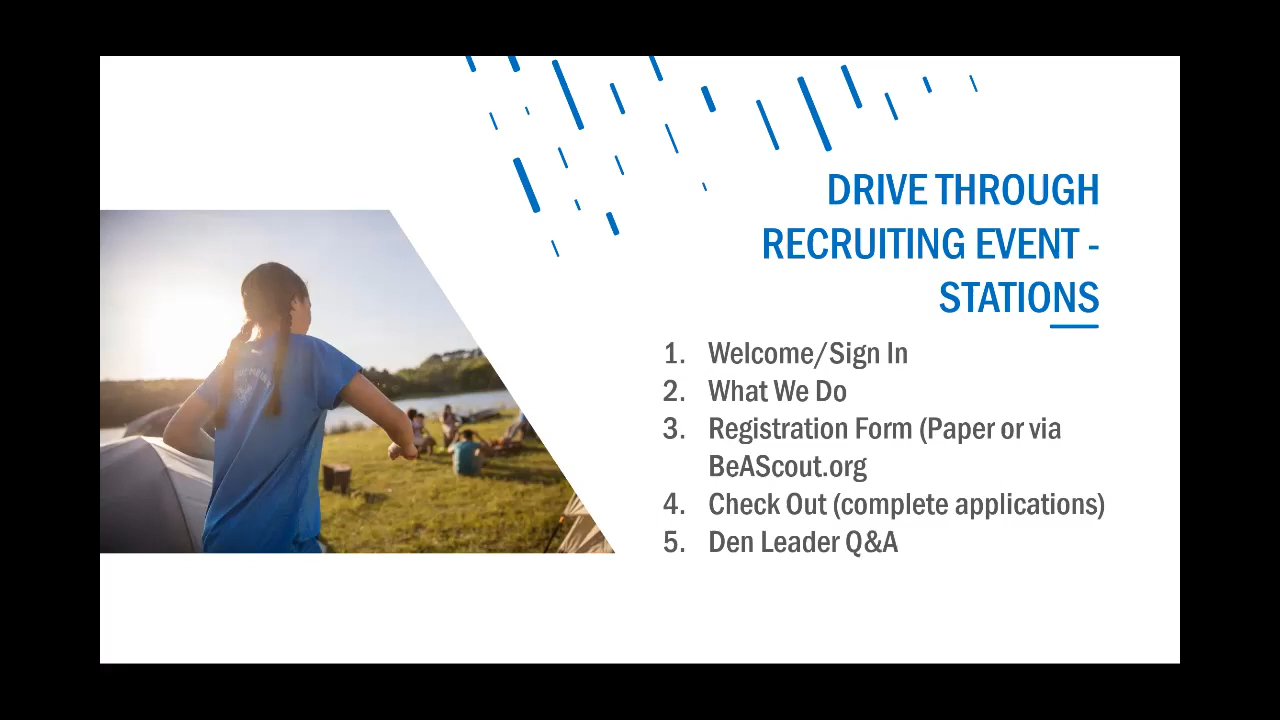 DRIVE THROUGH
RECRUITING EVENT -
STATIONS
1. Welcome/Sign In
2. What We Do
3. Registration Form (Paper or via
BeAScout.org
4. Check Out (complete applications)
5. Den Leader Q&A